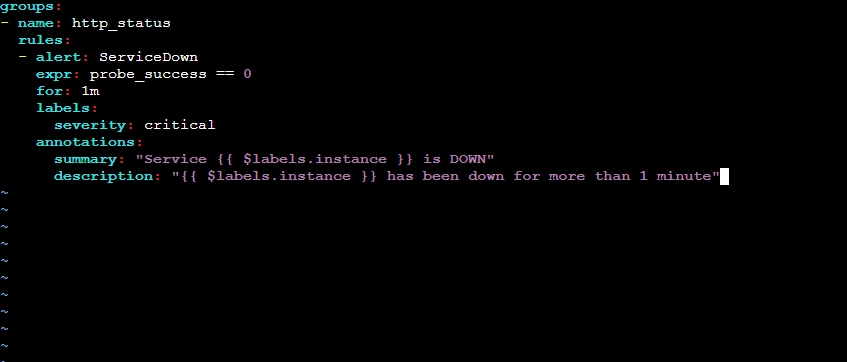 groups:
- name: http_status
  rules:
  - alert: ServiceDown
    expr: probe_success == 0
    for: 1m
    labels:
      severity: critical
    annotations:
      summary: "Service {{ $labels.instance }} is DOWN"
      description: "{{ $labels.instance }} has been down for more than 1 minute"
~
~
~
~
~
~
~
~
~
~
~